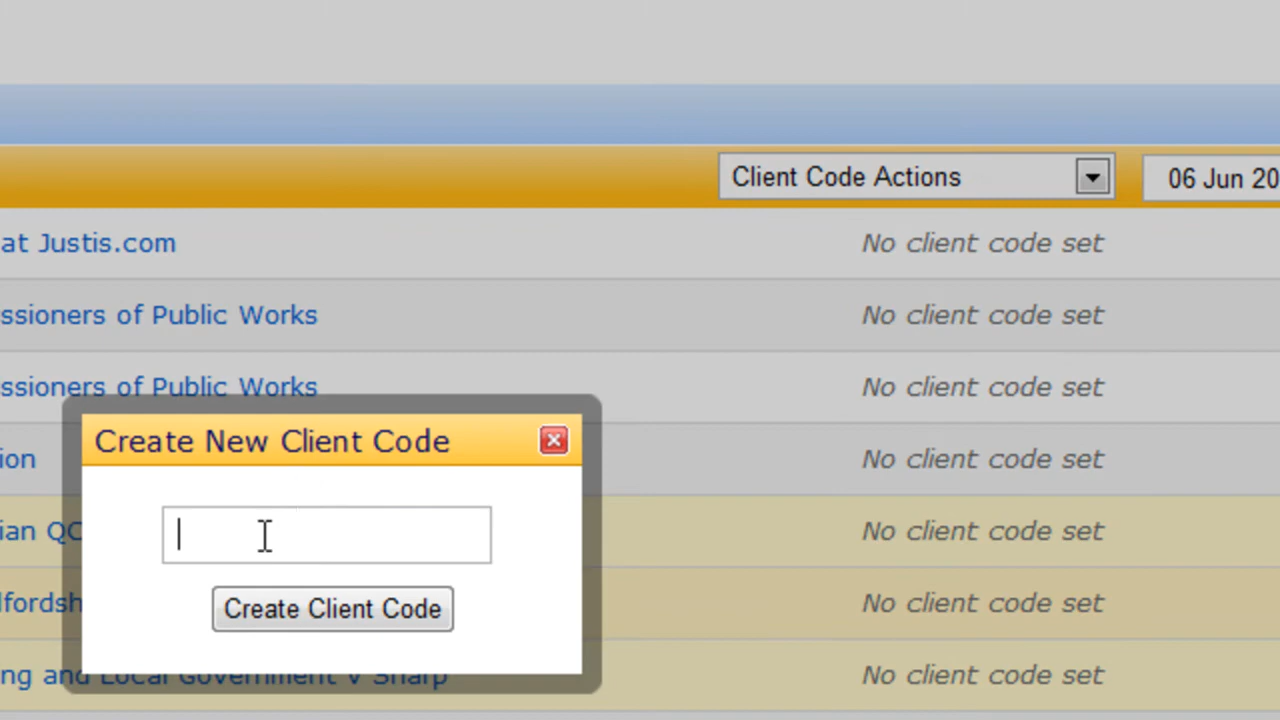 Client Code Actions 06 Jun 20
at Justis.com No client code set
ssioners of Public Works No client code set
ssioners of Public Works No client code set
Create New Client Code
ion No client code set
ian QC No client code set
Create Client Code
lfordsh No client code set
ng and Local Government v Sharp No client code set